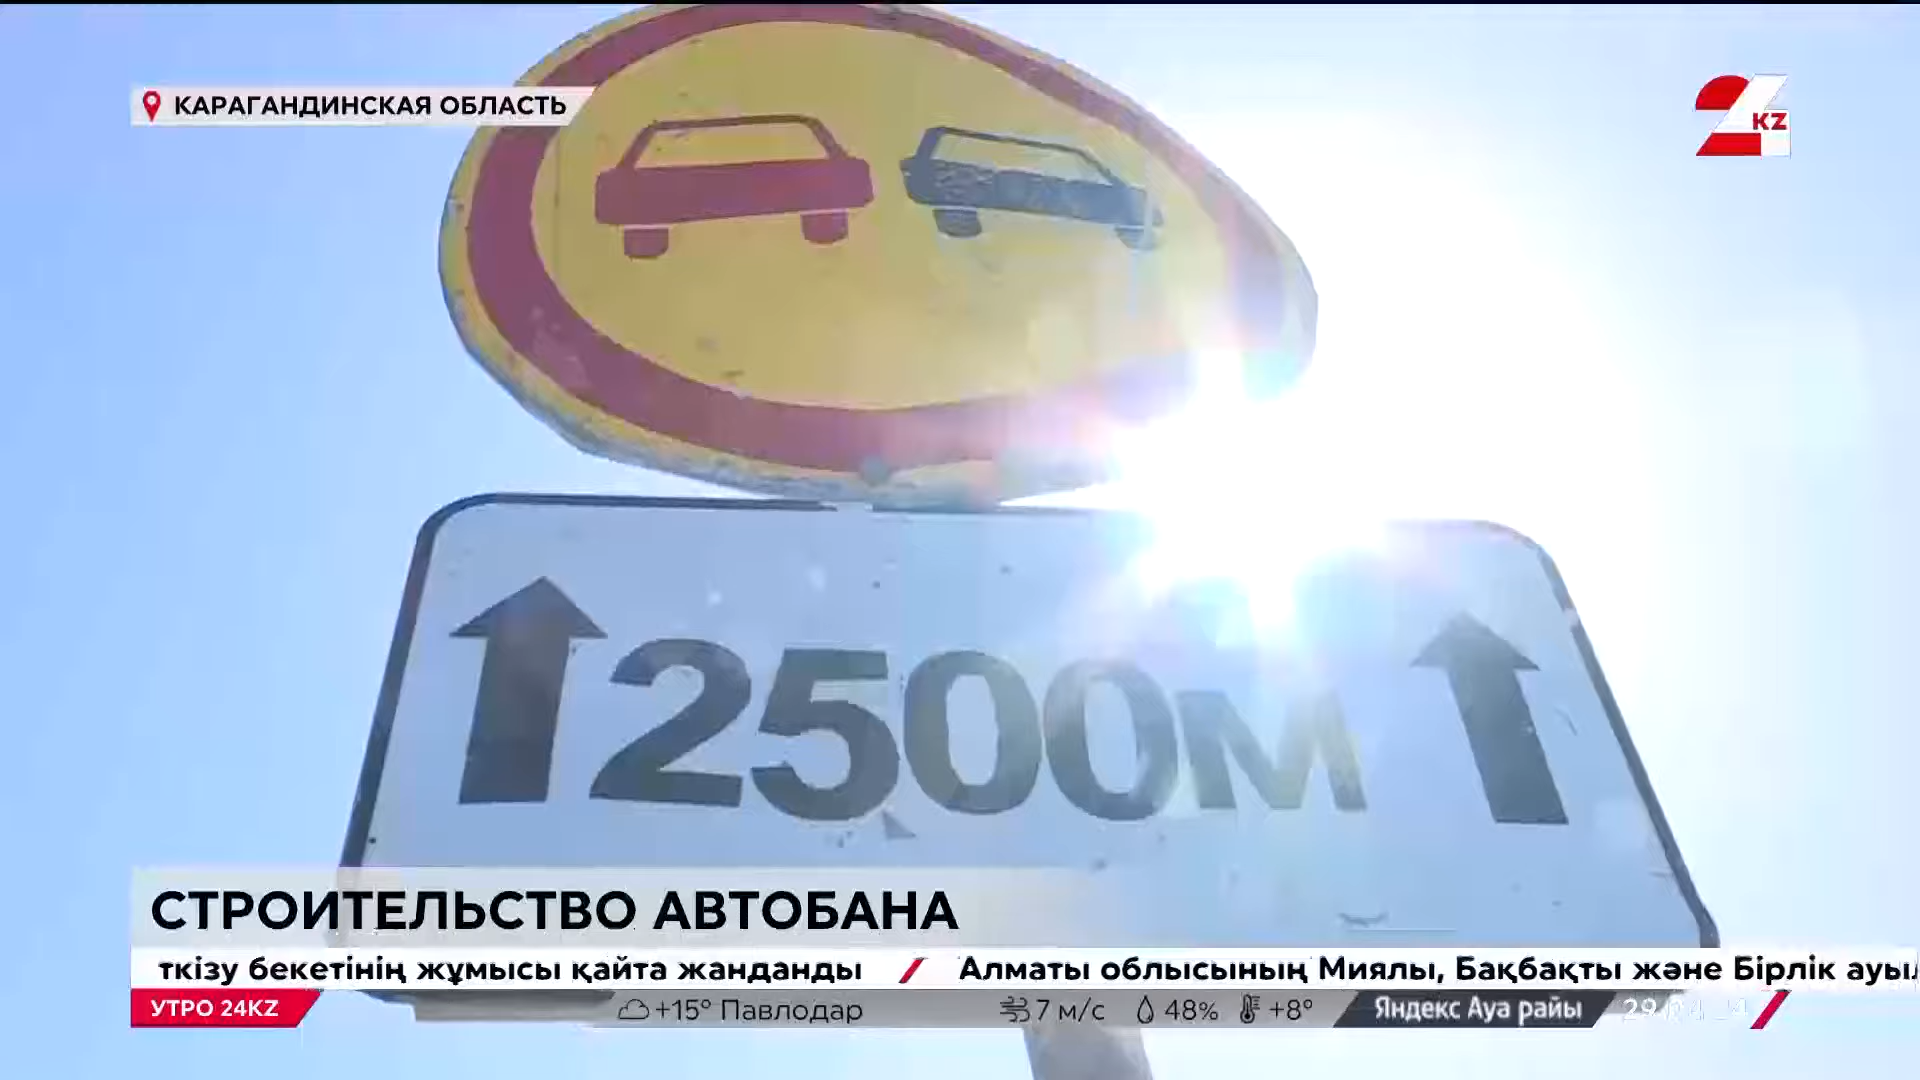 КАРАГАНДИНСКАЯ ОБЛАСТЬ
24 KZ
2500м
СТРОИТЕЛЬСТВО АВТОБАНА
ткізу бекетінің жұмысы қайта жанданды / Алматы облысының Миялы, Бақбақты және Бірлік ауыл
УТРО 24KZ
+15° Павлодар 7 м/с 48% +8° Яндекс Ауа райы